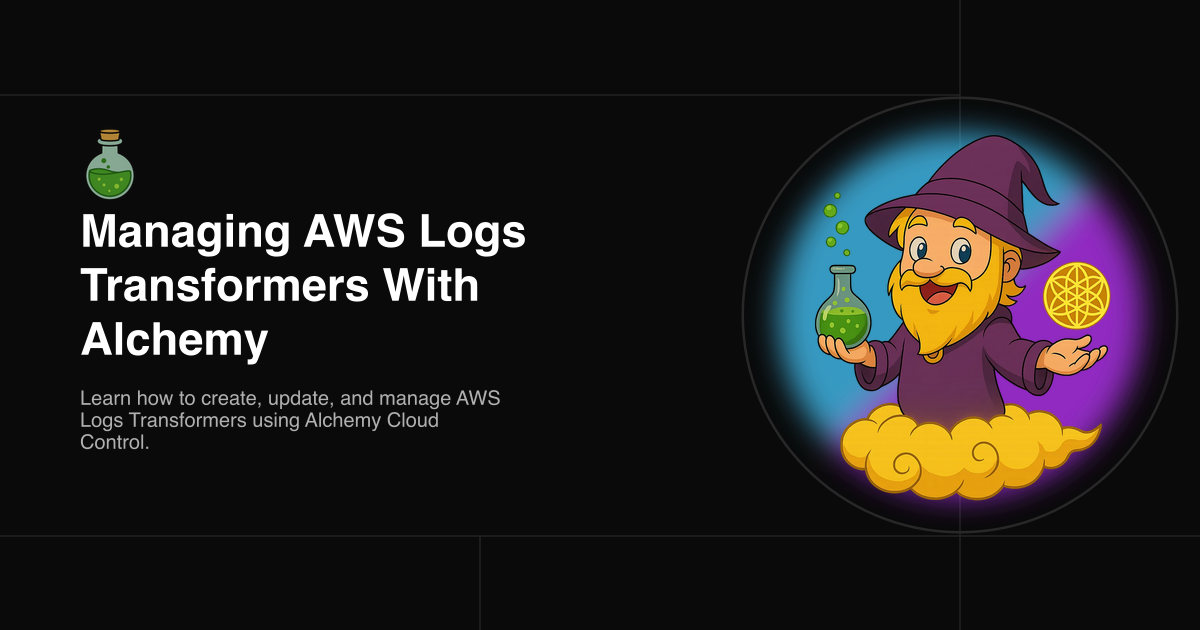 Managing AWS Logs
Transformers With
Alchemy
Learn how to create, update, and manage AWS
Logs Transformers using Alchemy Cloud
Control.